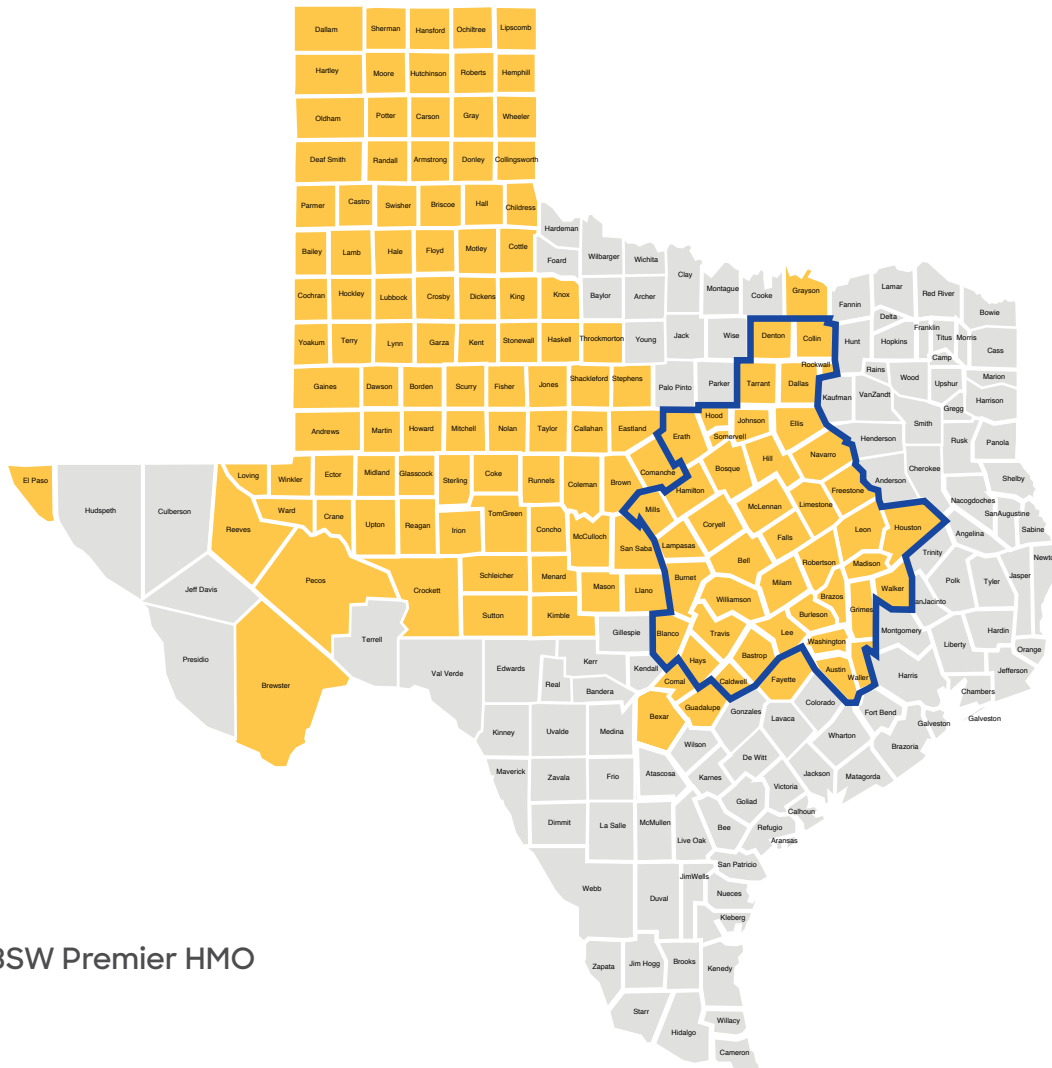 Dallam Sherman Hansford Ochiltree Lipscomb
Hartley Moore Hutchinson Roberts Hemphill
Oldham Potter Carson Gray Wheeler
Deaf Smith Randall Armstrong Donley Collingsworth
Parmer Castro Swisher Briscoe Hall Childress
Hardeman
Bailey Lamb Hale Floyd Motley Cottle Foard Wilbarger Wichita
Clay
Cochran Hockley Lubbock Crosby Dickens King Knox Baylor Archer Montague Cooke Grayson Fannin Lamar Red River Bowie
Delta Franklin Titus Morris
Yoakum Terry Lynn Garza Kent Stonewall Haskell Throckmorton Young Jack Wise Denton Collin Hunt Hopkins Camp Cass
Rockwall Rains
Gaines Dawson Borden Scurry Fisher Jones Shackleford Stephens Palo Pinto Parker Tarrant Dallas Kaufman VanZandt Wood Upshur Marion
Harrison
Gregg
Andrews Martin Howard Mitchell Nolan Taylor Callahan Eastland Erath Hood Johnson Ellis Smith
Somervell Henderson Rusk Panola
El Paso Loving Winkler Ector Midland Glasscock Sterling Coke Runnels Coleman Brown Comanche Bosque Hill Navarro Cherokee
Anderson Shelby
Hudspeth Culberson Reeves Ward Crane Upton Reagan Irion TomGreen Concho McCulloch Mills Hamilton McLennan Limestone Freestone Nacogdoches
SanAugustine
San Saba Lampasas Coryell Falls Leon Houston Angelina Sabine
Trinity Newto
Jeff Davis Pecos Crockett Schleicher Menard Mason Llano Burnet Bell Milam Robertson Madison Walker Polk Tyler Jasper
Sutton Kimble Williamson Brazos Grimes SanJacinto
Burleson
Presidio Terrell Gillespie Blanco Travis Lee Washington Montgomery Liberty Hardin
Orange
Brewster Val Verde Edwards Kerr Kendall Hays Bastrop Austin Waller Harris Jefferson
Real Bandera Comal Caldwell Fayette Chambers
Bexar Guadalupe Gonzales Colorado Fort Bend Galveston Galveston
Lavaca
Kinney Uvalde Medina Wilson Wharton Brazoria
De Witt
Maverick Zavala Frio Atascosa Karnes Jackson Matagorda
Victoria
Goliad Calhoun
Dimmit La Salle McMullen Bee Refugio
Live Oak Aransas
San Patricio
Webb Duval JimWells Nueces
Kleberg
BSW Premier HMO
Zapata Jim Hogg Brooks Kenedy
Starr Willacy
Hidalgo
Cameron